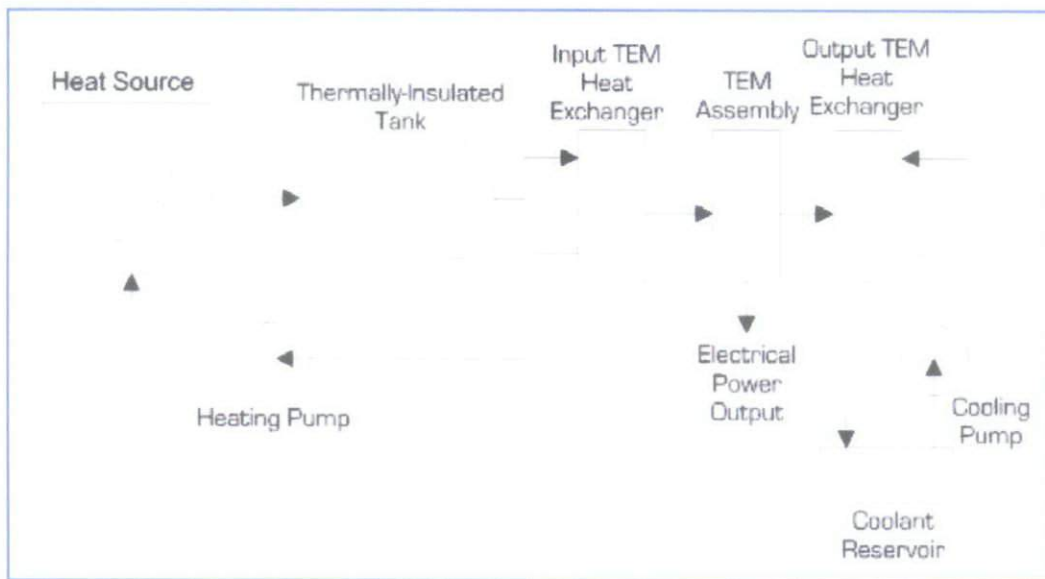 Heat Source
Thermally-Insulated
Tank
Input TEM
Heat
Exchanger
TEM
Assembly
Output TEM
Heat
Exchanger
Heating Pump
Electrical
Power
Output
Cooling
Pump
Coolant
Reservoir